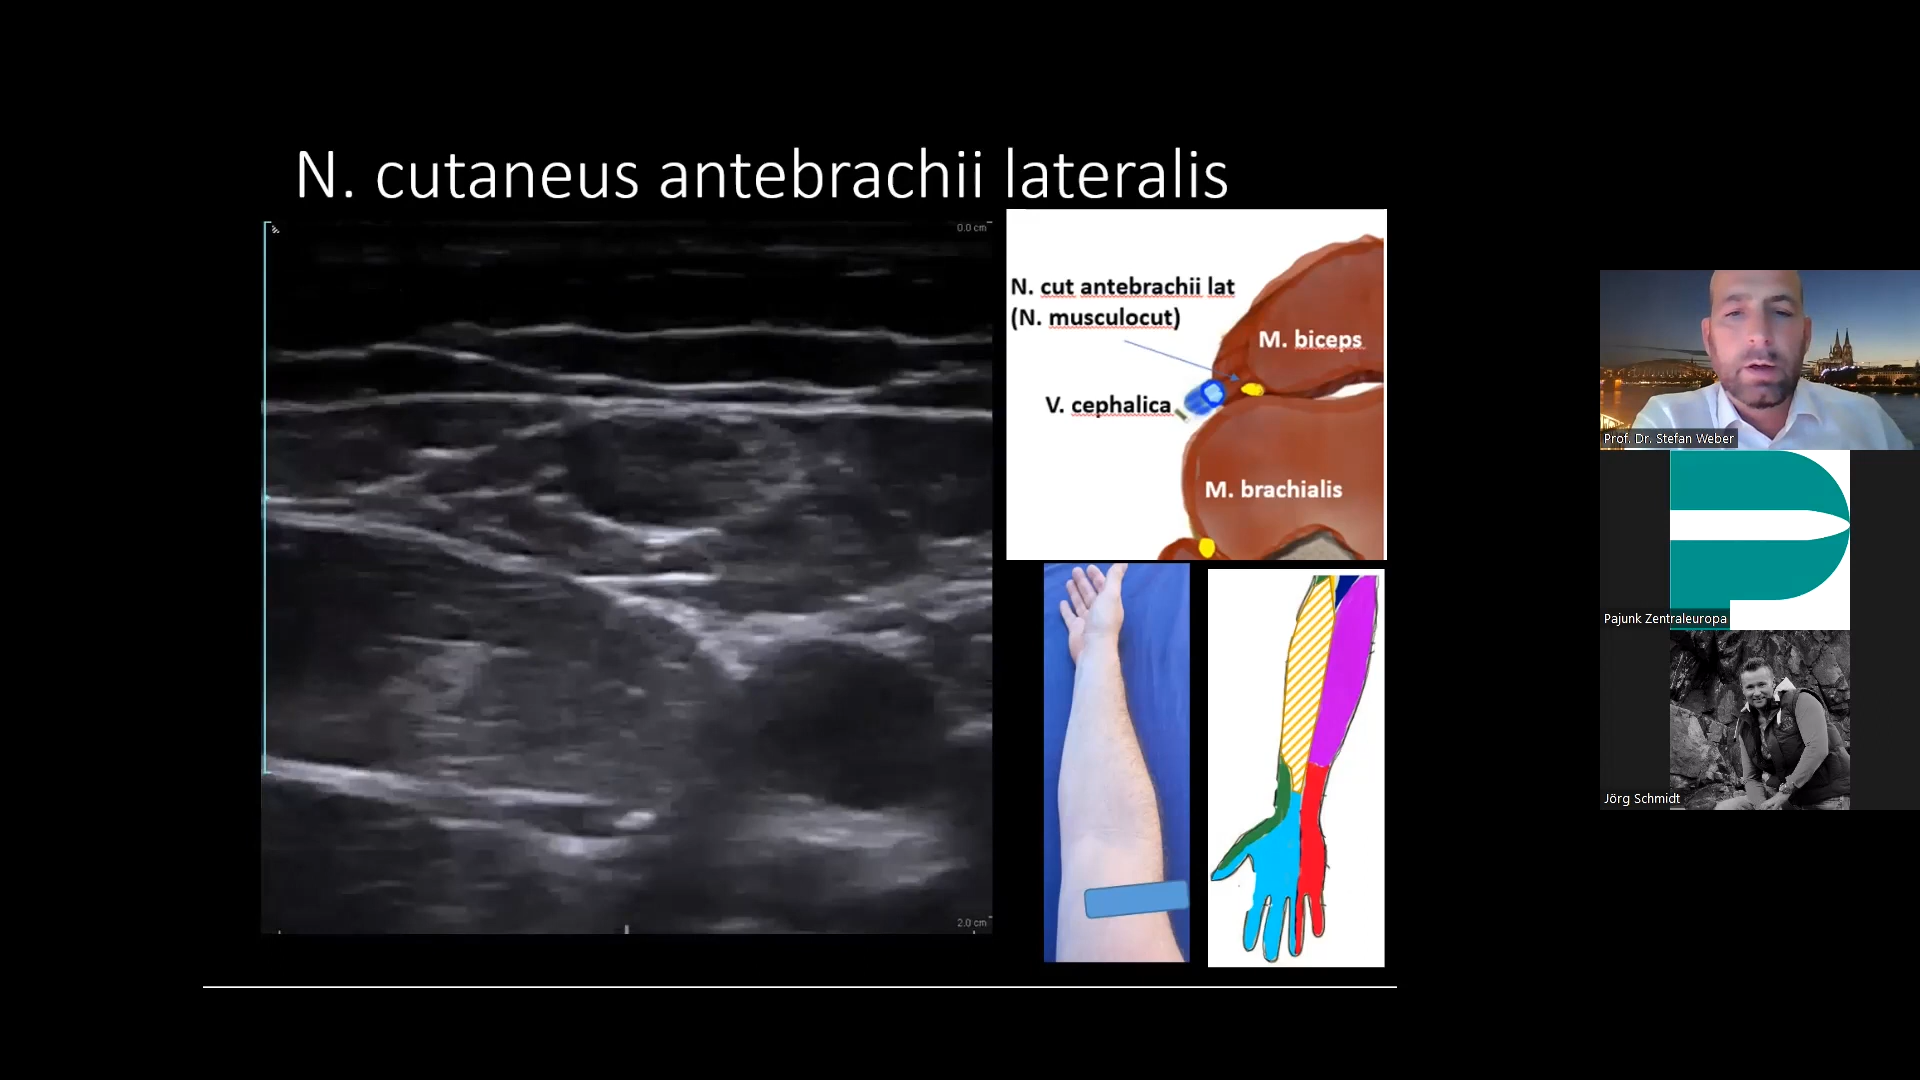 N. cutaneus antebrachii lateralis
0.0 cm
2.0 cm
N. cut antebrachii lat
(N. musculocut)
M. biceps
V. cephalica
M. brachialis
Prof. Dr. Stefan Weber
Pajunk Zentraleuropa
Jörg Schmidt